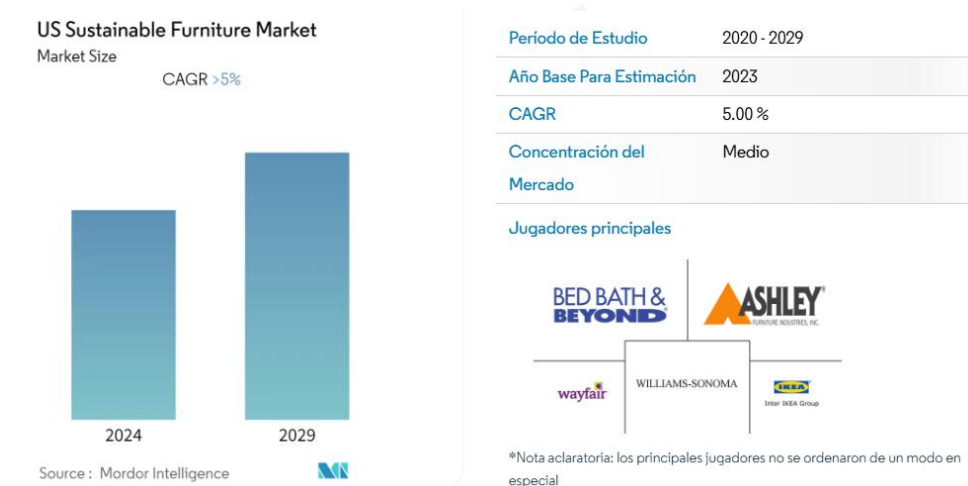 US Sustainable Furniture Market
Market Size
CAGR >5%
2024
2029
Source : Mordor Intelligence
Período de Estudio 2020 - 2029
Año Base Para Estimación 2023
CAGR 5.00 %
Concentración del Medio
Mercado
Jugadores principales
BED BATH &
BEYOND
ASHLEY
FURNITURE INDUSTRIES, INC.
wayfair
WILLIAMS-SONOMA
IKEA
Inter IKEA Group
*Nota aclaratoria: los principales jugadores no se ordenaron de un modo en
especial